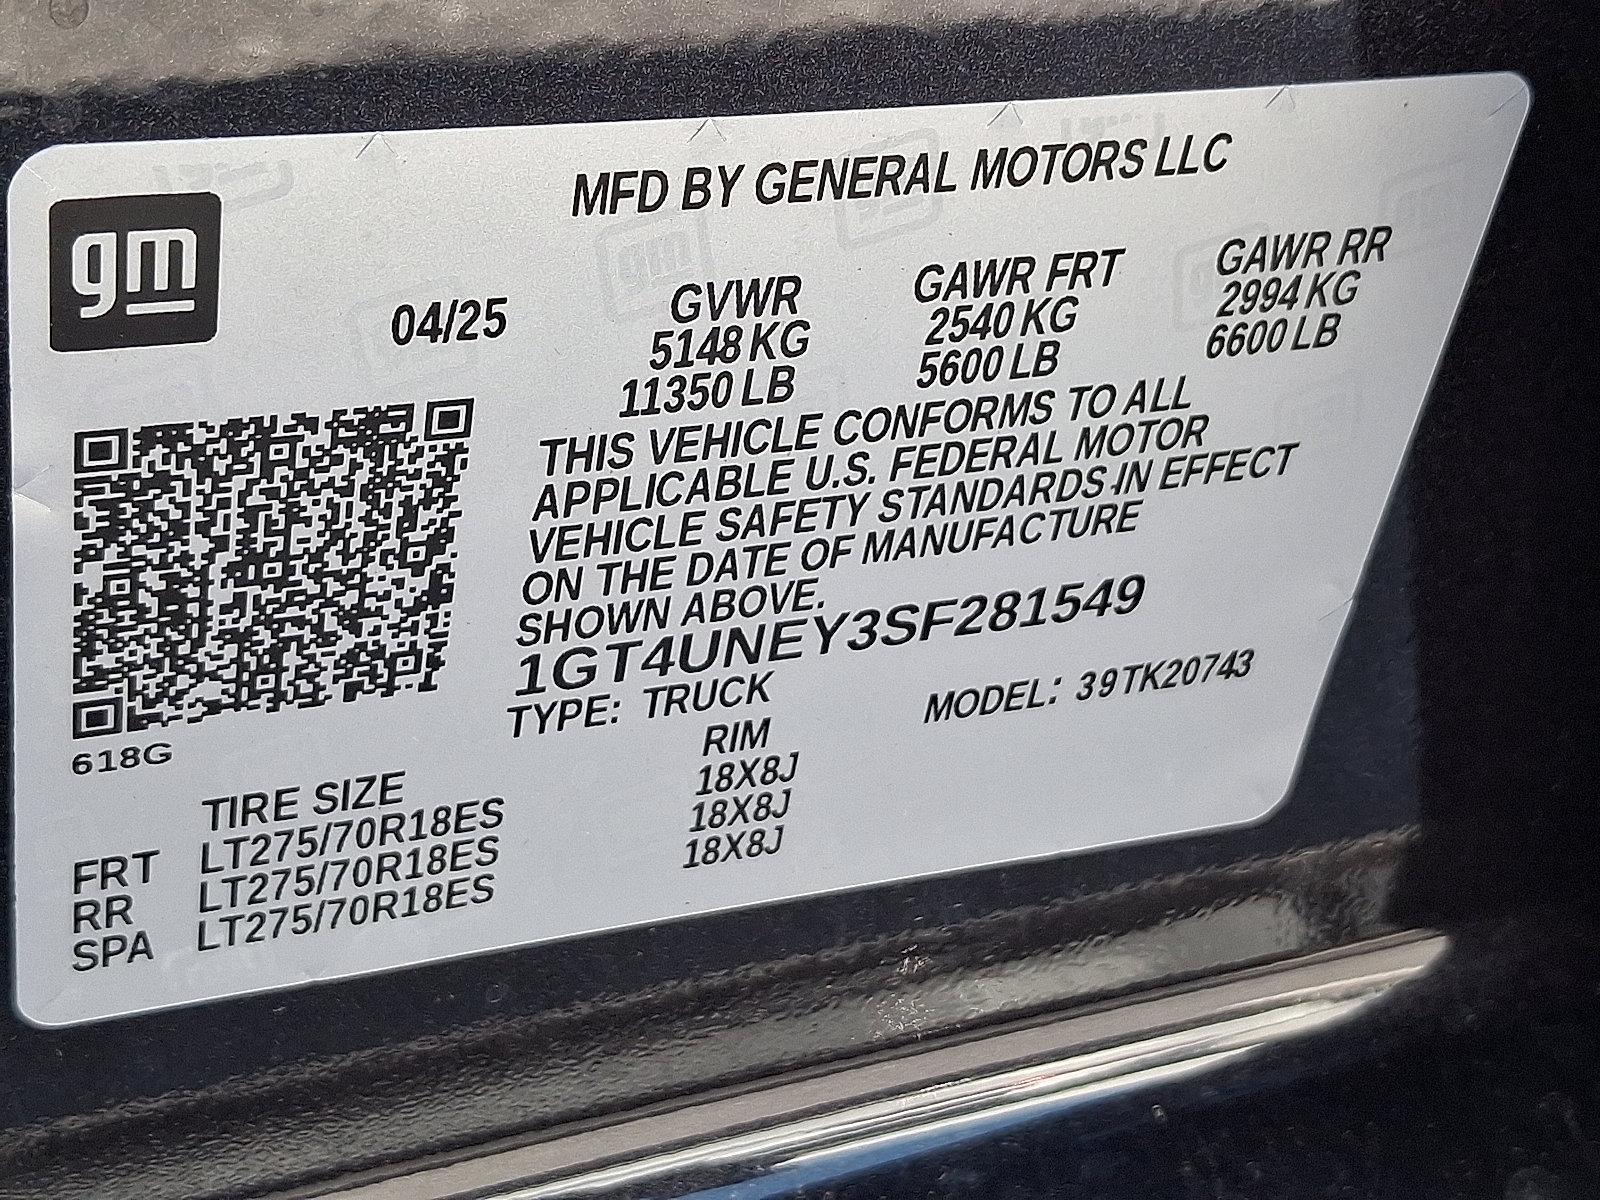 MFD BY GENERAL MOTORS LLC
gm
04/25
GVWR
5148 KG
11350 LB
GAWR FRT
2540 KG
5600 LB
GAWR RR
2994 KG
6600 LB
THIS VEHICLE CONFORMS TO ALL
APPLICABLE U.S. FEDERAL MOTOR
VEHICLE SAFETY STANDARDS IN EFFECT
ON THE DATE OF MANUFACTURE
SHOWN ABOVE.
1GT4UNEY3SF281549
TYPE: TRUCK
MODEL: 39TK20743
618G
TIRE SIZE RIM
FRT LT275/70R18ES 18X8J
RR LT275/70R18ES 18X8J
SPA LT275/70R18ES 18X8J